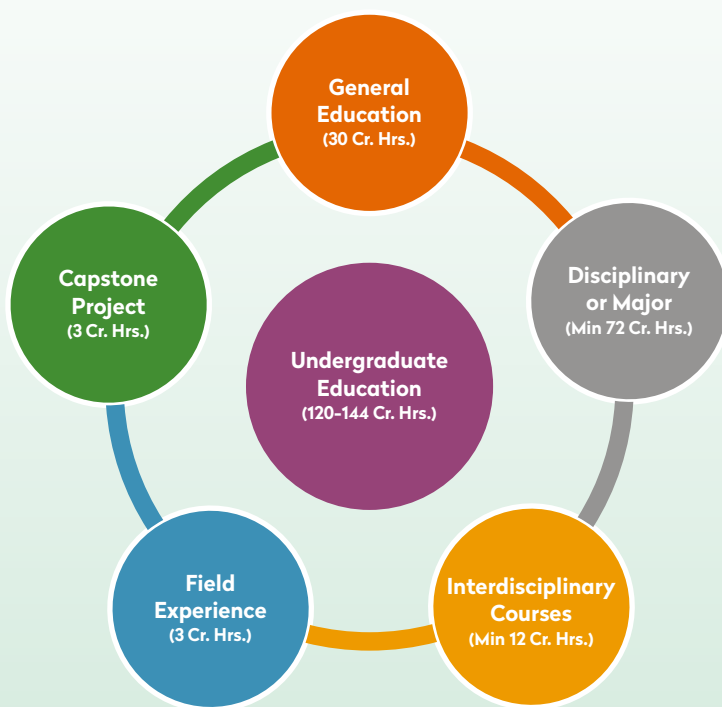 General
Education
(30 Cr. Hrs.)
Disciplinary
or Major
(Min 72 Cr. Hrs.)
Interdisciplinary
Courses
(Min 12 Cr. Hrs.)
Field
Experience
(3 Cr. Hrs.)
Capstone
Project
(3 Cr. Hrs.)
Undergraduate
Education
(120-144 Cr. Hrs.)